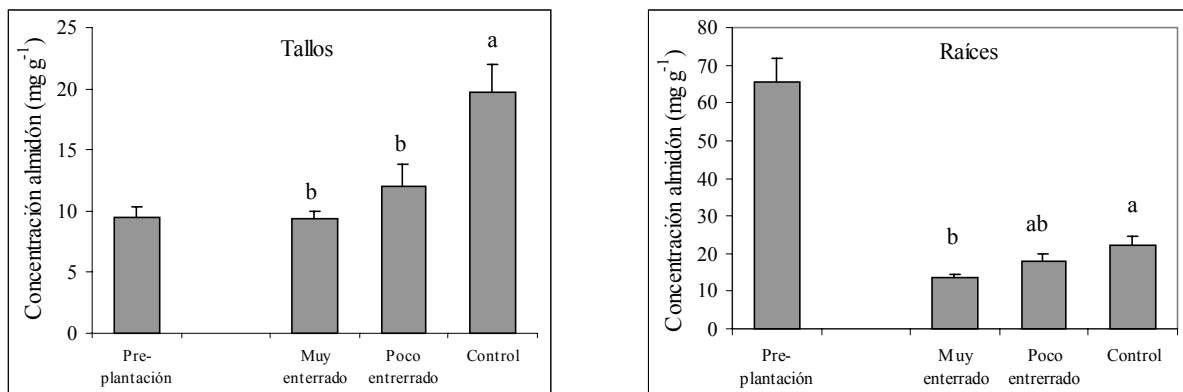 Tallos
Concentración almidón (mg g-1)
25
20
15
10
5
0
b
b
a
Pre-
plantación
Muy
enterrado
Poco
entrerrado
Control
Raíces
Concentración almidón (mg g-1)
80
70
60
50
40
30
20
10
0
b
ab
a
Pre-
plantación
Muy
enterrado
Poco
entrerrado
Control